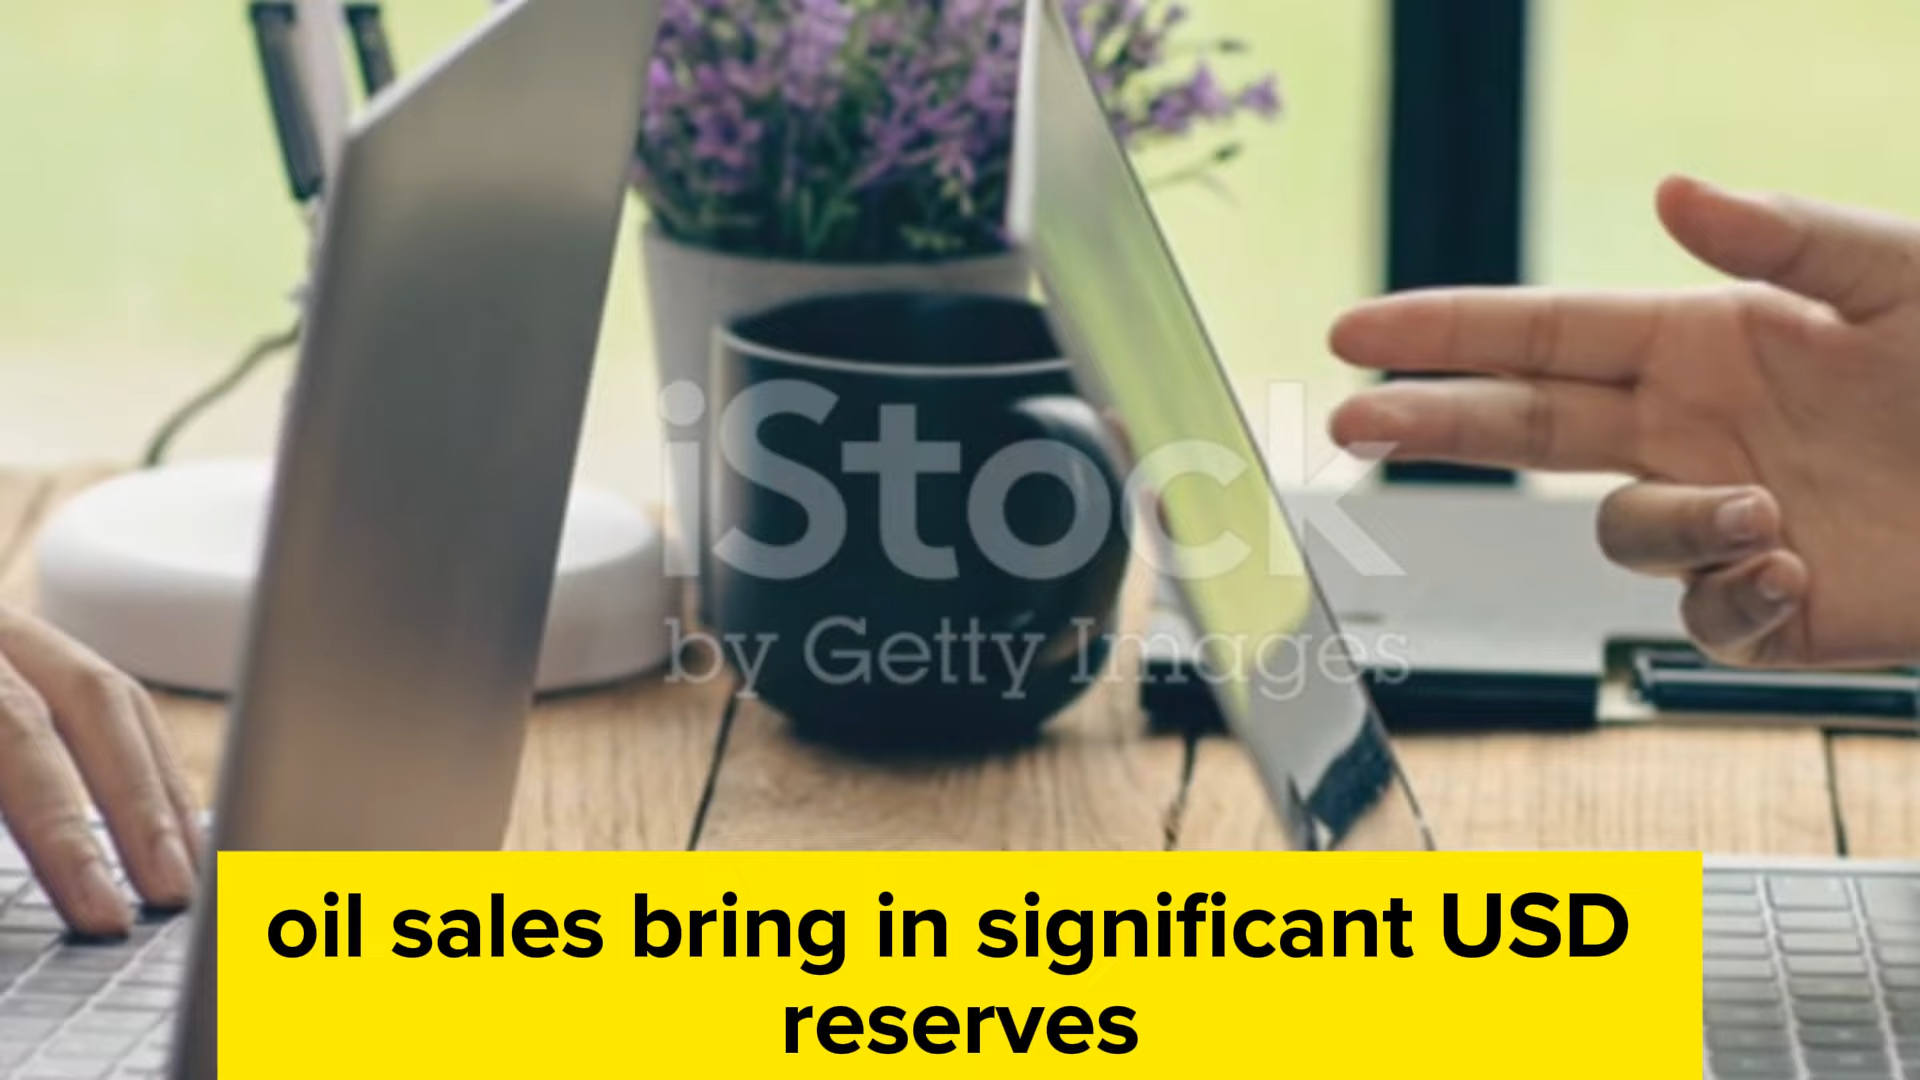 iStock
by Getty Images
oil sales bring in significant USD
reserves